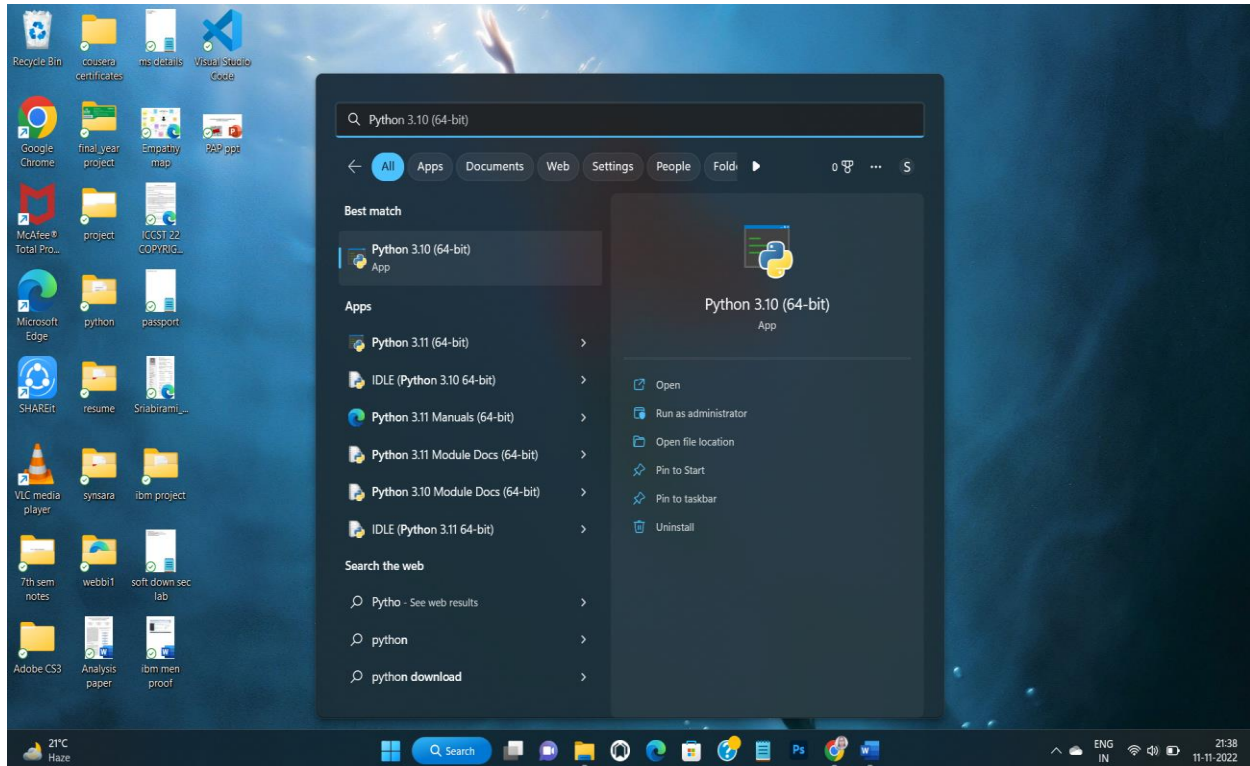 Recycle Bin
cousera
certificates
ms details
Visual Studio
Code
Google
Chrome
final_year
project
Empathy
map
PAP ppt
McAfee®
Total Pro...
project
ICCST 22
COPYRIG...
Microsoft
Edge
python
passport
SHAREit
resume
Sriabirami_...
VLC media
player
synsara
ibm project
7th sem
notes
webbi1
soft down sec
lab
Adobe CS3
Analysis
paper
ibm men
proof
Python 3.10 (64-bit)
All
Apps
Documents
Web
Settings
People
Fold
0
S
Best match
Python 3.10 (64-bit)
App
Apps
Python 3.11 (64-bit)
IDLE (Python 3.10 64-bit)
Python 3.11 Manuals (64-bit)
Python 3.11 Module Docs (64-bit)
Python 3.10 Module Docs (64-bit)
IDLE (Python 3.11 64-bit)
Search the web
Pytho - See web results
python
python download
Python 3.10 (64-bit)
App
Open
Run as administrator
Open file location
Pin to Start
Pin to taskbar
Uninstall
21°C
Haze
Search
Ps
ENG
IN
21:38
11-11-2022